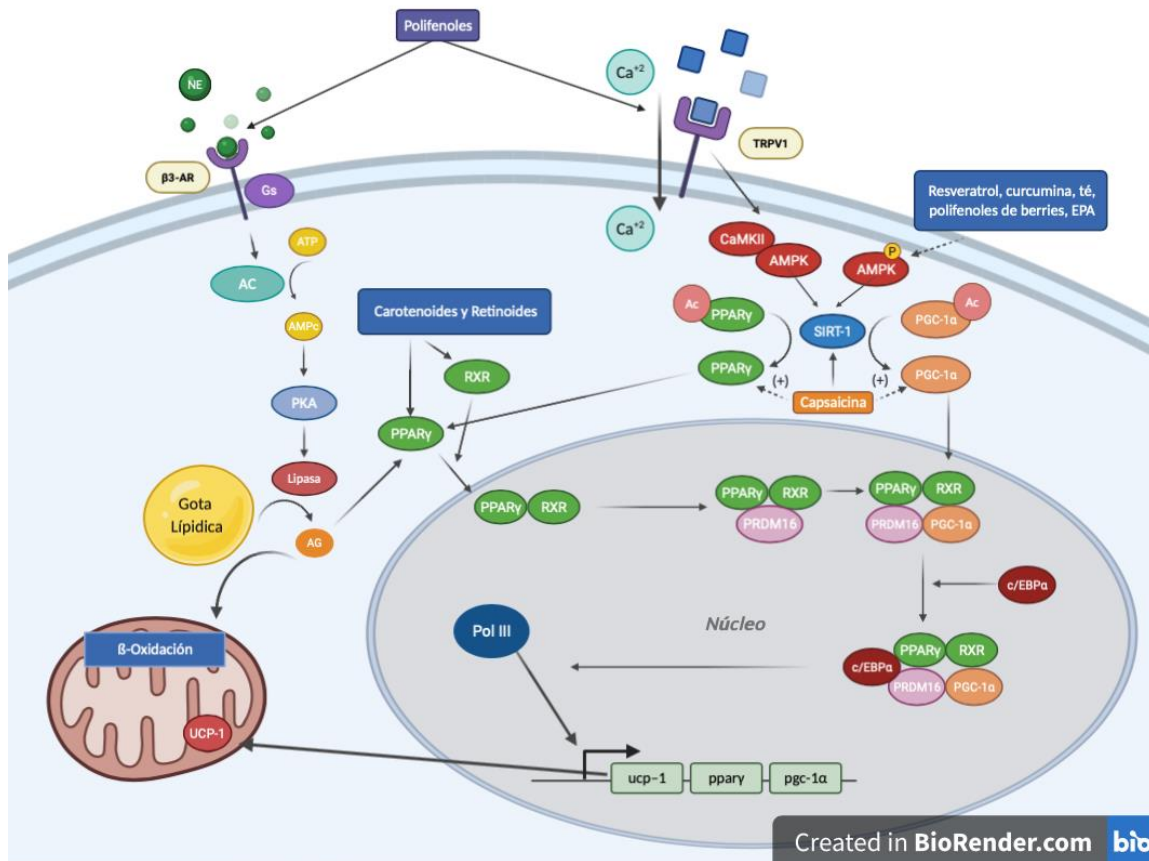 Polifenoles
NE
Ca+2
β3-AR
Gs
TRPV1
Resveratrol, curcumina, té,
polifenoles de berries, EPA
Ca+2
ATP
AC
CaMKII
AMPK
P
AMPK
AMPc
Carotenoides y Retinoides
Ac
PPARγ
SIRT-1
Ac
PGC-1α
RXR
PPARγ
(+)
(+)
PGC-1α
PKA
Capsaicina
PPARγ
Lipasa
Gota
Lípidica
AG
PPARγ
RXR
PPARγ
RXR
PRDM16
PPARγ
RXR
PRDM16
PGC-1α
c/EBPα
Pol III
Núcleo
ß-Oxidación
UCP-1
PPARγ
RXR
c/EBPα
PRDM16
PGC-1α
ucp-1
pparγ
pgc-1α
Created in BioRender.com
bio